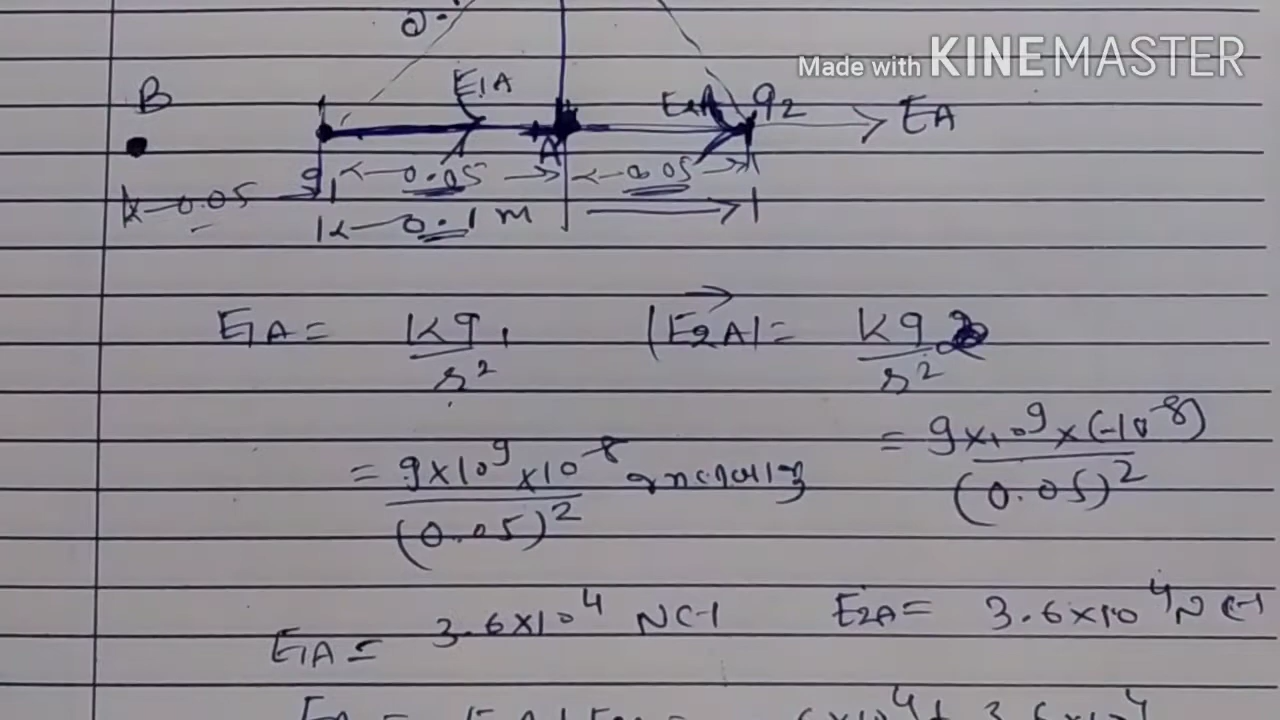 Made with KINEMASTER
B E1A E2A q2 EA
A
q1 0.05 0.05
0.05
0.1 m
E1A = kq1/r² |E2A| = kq2/r²
= 9×10⁹×10⁻⁸/(0.05)² = 9×10⁹×(-10⁻⁸)/(0.05)²
E1A = 3.6×10⁴ NC-1 E2A = 3.6×10⁴ NC-1